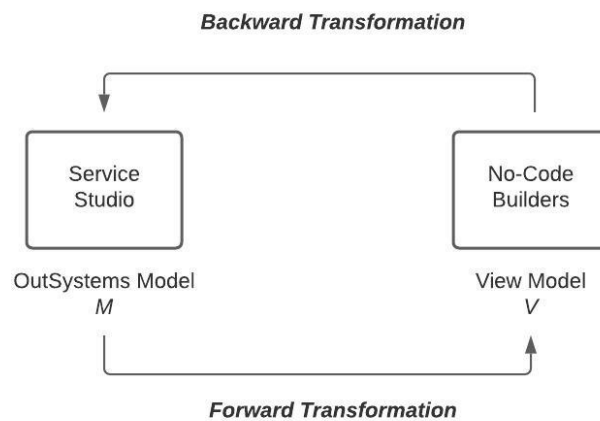 Backward Transformation
Service
Studio
No-Code
Builders
OutSystems Model
M
View Model
V
Forward Transformation